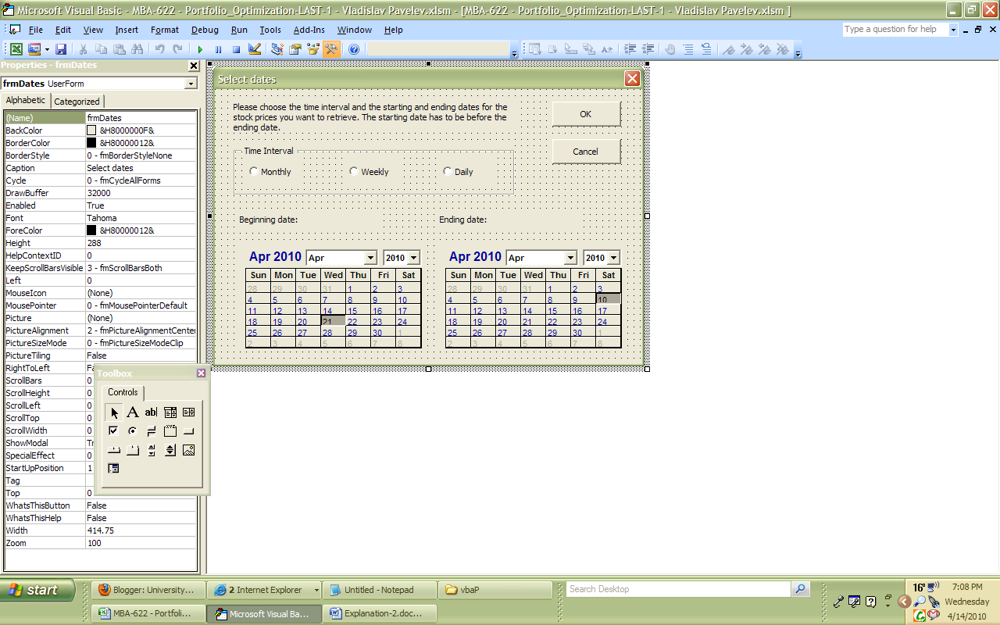 Microsoft Visual Basic - MBA-622 - Portfolio_Optimization-LAST-1 - Vladislav Pavelev.xlsm - [MBA-622 - Portfolio_Optimization-LAST-1 - Vladislav Pavelev.xlsm ]
File Edit View Insert Format Debug Run Tools Add-Ins Window Help
Type a question for help
Properties - frmDates
frmDates UserForm
Alphabetic Categorized
(Name) frmDates
BackColor &H8000000F&
BorderColor &H80000012&
BorderStyle 0 - fmBorderStyleNone
Caption Select dates
Cycle 0 - fmCycleAllForms
DrawBuffer 32000
Enabled True
Font Tahoma
ForeColor &H80000012&
Height 288
HelpContextID 0
KeepScrollBarsVisible 3 - fmScrollBarsBoth
Left 0
MouseIcon (None)
MousePointer 0 - fmMousePointerDefault
Picture (None)
PictureAlignment 2 - fmPictureAlignmentCenter
PictureSizeMode 0 - fmPictureSizeModeClip
PictureTiling False
RightToLeft Fa
ScrollBars 0
ScrollHeight 0
ScrollLeft 0
ScrollTop 0
ScrollWidth 0
ShowModal Tr
SpecialEffect 0
StartUpPosition 1
Tag
Top 0
WhatsThisButton False
WhatsThisHelp False
Width 414.75
Zoom 100
Toolbox
Controls
A ab|
xyz
Select dates
Please choose the time interval and the starting and ending dates for the
stock prices you want to retrieve. The starting date has to be before the
ending date.
OK
Cancel
Time Interval
Monthly Weekly Daily
Beginning date: Ending date:
Apr 2010 Apr 2010
Sun Mon Tue Wed Thu Fri Sat
28 29 30 31 1 2 3
4 5 6 7 8 9 10
11 12 13 14 15 16 17
18 19 20 21 22 23 24
25 26 27 28 29 30 1
2 3 4 5 6 7 8
Apr 2010 Apr 2010
Sun Mon Tue Wed Thu Fri Sat
28 29 30 31 1 2 3
4 5 6 7 8 9 10
11 12 13 14 15 16 17
18 19 20 21 22 23 24
25 26 27 28 29 30 1
2 3 4 5 6 7 8
start
Blogger: University... 2 Internet Explorer Untitled - Notepad vbaP
MBA-622 - Portfoli... Microsoft Visual Ba... Explanation-2.doc...
Search Desktop
16° 7:08 PM
Wednesday
4/14/2010